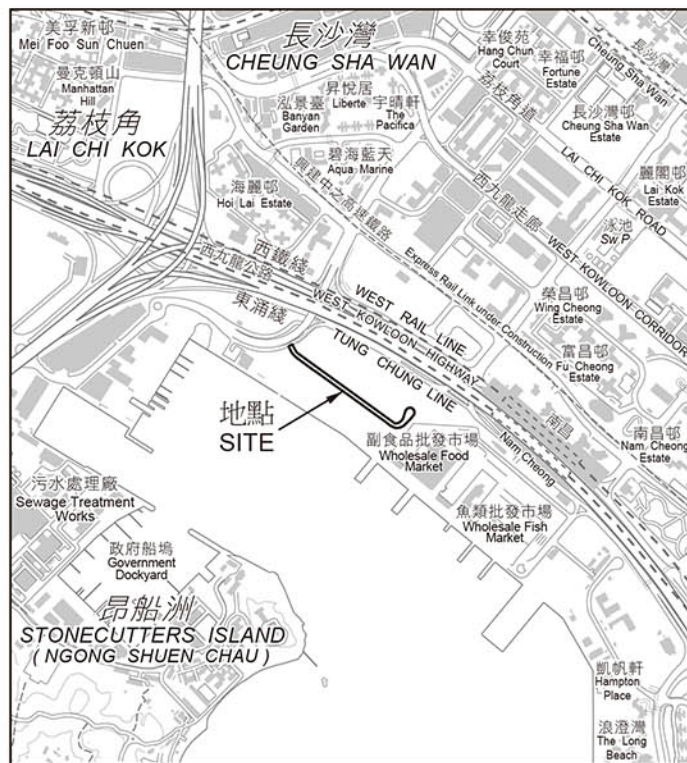 美孚新邨
Mei Foo Sun Chuen
曼克頓山
Manhattan
Hill
荔枝角
LAI CHI KOK
長沙灣
CHEUNG SHA WAN
幸俊苑
Hang Chun
Court
幸福邨
Fortune
Estate
長沙灣
Cheung Sha Wan
昇悅居
Liberte
宇晴軒
The
Pacifica
泓景臺
Banyan
Garden
碧海藍天
Aqua Marine
荔枝角道
LAI CHI KOK ROAD
長沙灣邨
Cheung Sha Wan
Estate
麗閣邨
Lai Kok
Estate
泳池
Sw P.
海麗邨
Hoi Lai Estate
興建中之高速鐵路
Express Rail Link under Construction
西九龍走廊
WEST KOWLOON CORRIDOR
西鐵綫
WEST RAIL LINE
西九龍公路
WEST KOWLOON HIGHWAY
東涌綫
TUNG CHUNG LINE
榮昌邨
Wing Cheong
Estate
富昌邨
Fu Cheong
Estate
南昌
Nam Cheong
南昌邨
Nam Cheong
Estate
地點
SITE
副食品批發市場
Wholesale Food
Market
魚類批發市場
Wholesale Fish
Market
污水處理廠
Sewage Treatment
Works
政府船塢
Government
Dockyard
昂船洲
STONECUTTERS ISLAND
( NGONG SHUEN CHAU )
凱帆軒
Hampton
Place
浪澄灣
The Long
Beach